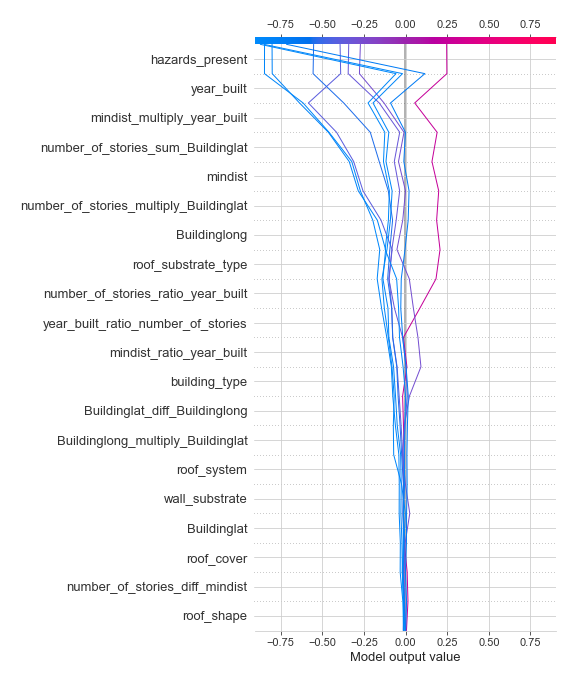 −0.75 −0.50 −0.25 0.00 0.25 0.50 0.75
hazards_present
year_built
mindist_multiply_year_built
number_of_stories_sum_Buildinglat
mindist
number_of_stories_multiply_Buildinglat
Buildinglong
roof_substrate_type
number_of_stories_ratio_year_built
year_built_ratio_number_of_stories
mindist_ratio_year_built
building_type
Buildinglat_diff_Buildinglong
Buildinglong_multiply_Buildinglat
roof_system
wall_substrate
Buildinglat
roof_cover
number_of_stories_diff_mindist
roof_shape
−0.75 −0.50 −0.25 0.00 0.25 0.50 0.75
Model output value